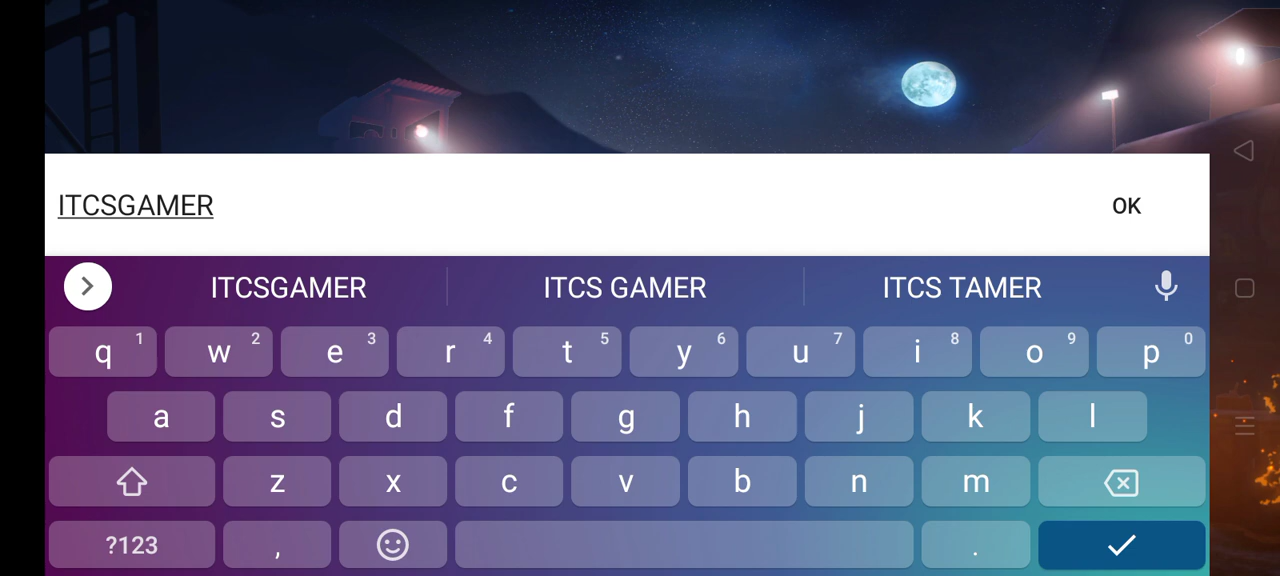 ITCSGAMER
OK
ITCSGAMER ITCS GAMER ITCS TAMER
q 1 w 2 e 3 r 4 t 5 y 6 u 7 i 8 o 9 p 0
a s d f g h j k l
z x c v b n m
?123 , .